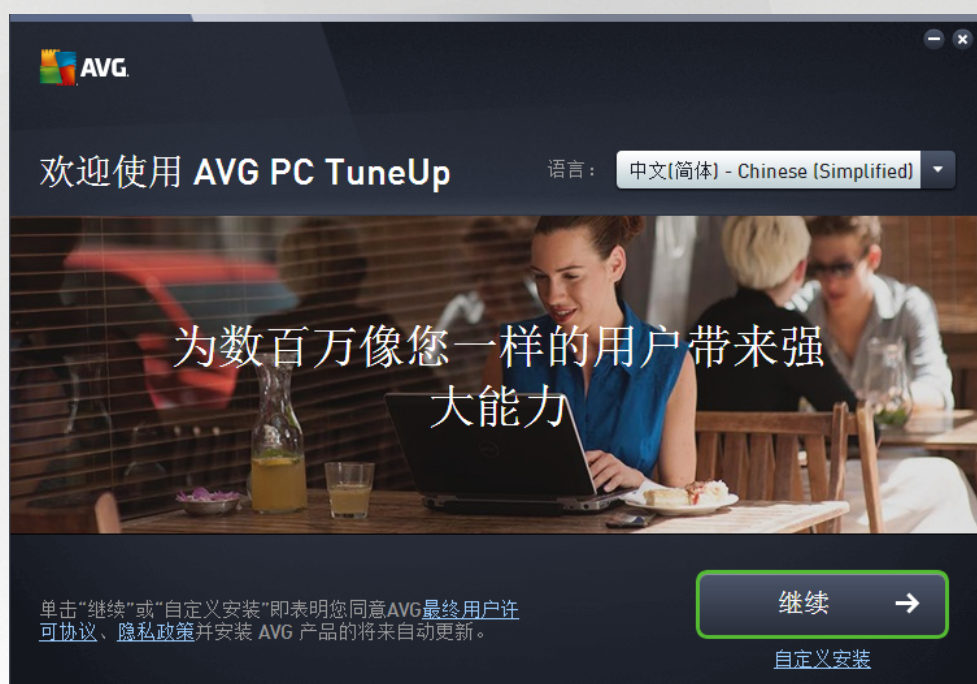 AVG.
欢迎使用 AVG PC TuneUp
语言：
中文(简体) - Chinese (Simplified)
为数百万像您一样的用户带来强
大能力
单击“继续”或“自定义安装”即表明您同意AVG最终用户许
可协议、隐私政策并安装 AVG 产品的将来自动更新。
继续
自定义安装